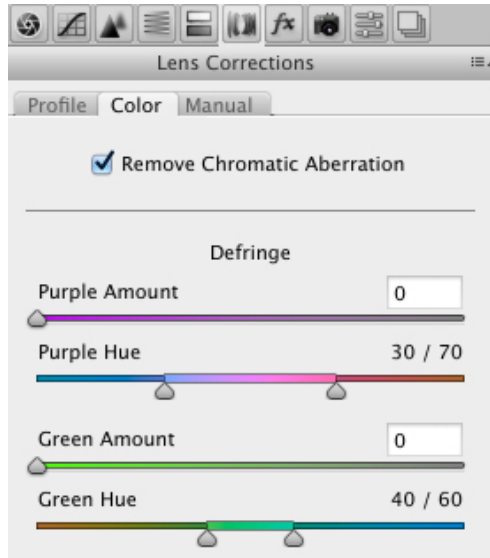 fx
Lens Corrections
Profile Color Manual
Remove Chromatic Aberration
Defringe
Purple Amount 0
Purple Hue 30 / 70
Green Amount 0
Green Hue 40 / 60